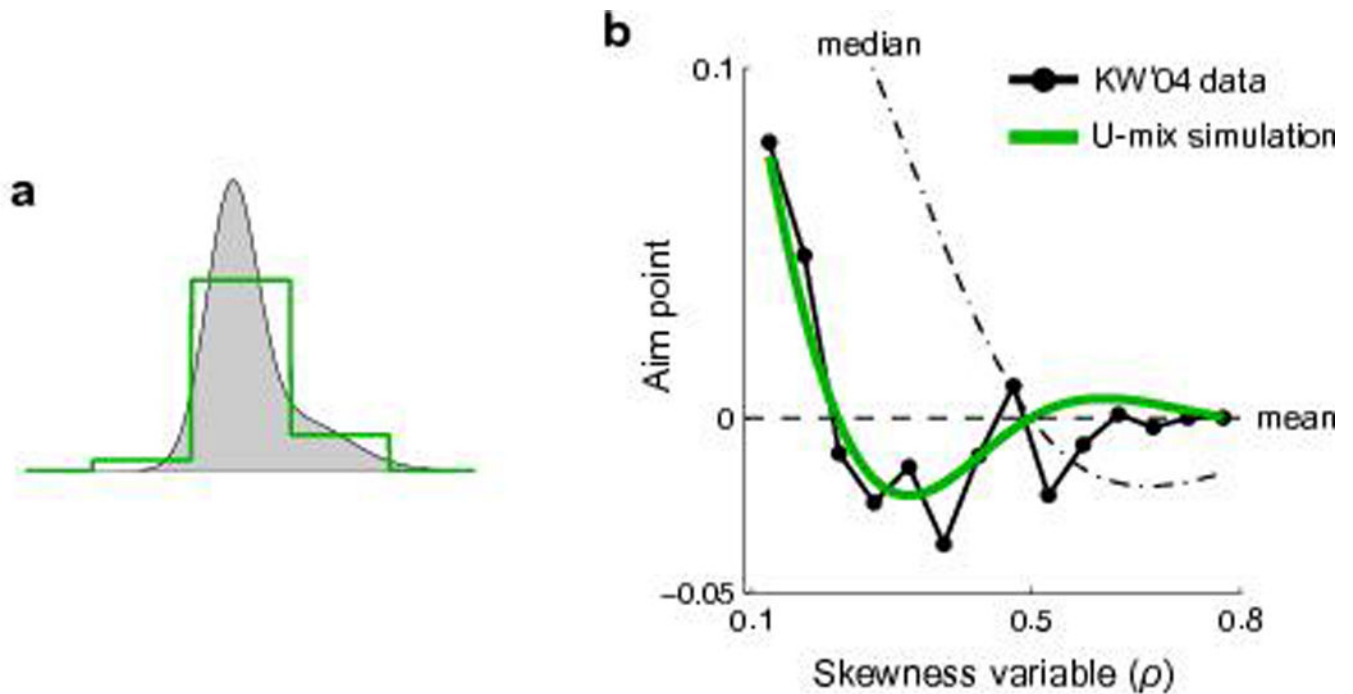 a
b
median
0.1
KW'04 data
U-mix simulation
Aim point
0
mean
−0.05
0.1
0.5
0.8
Skewness variable (ρ)